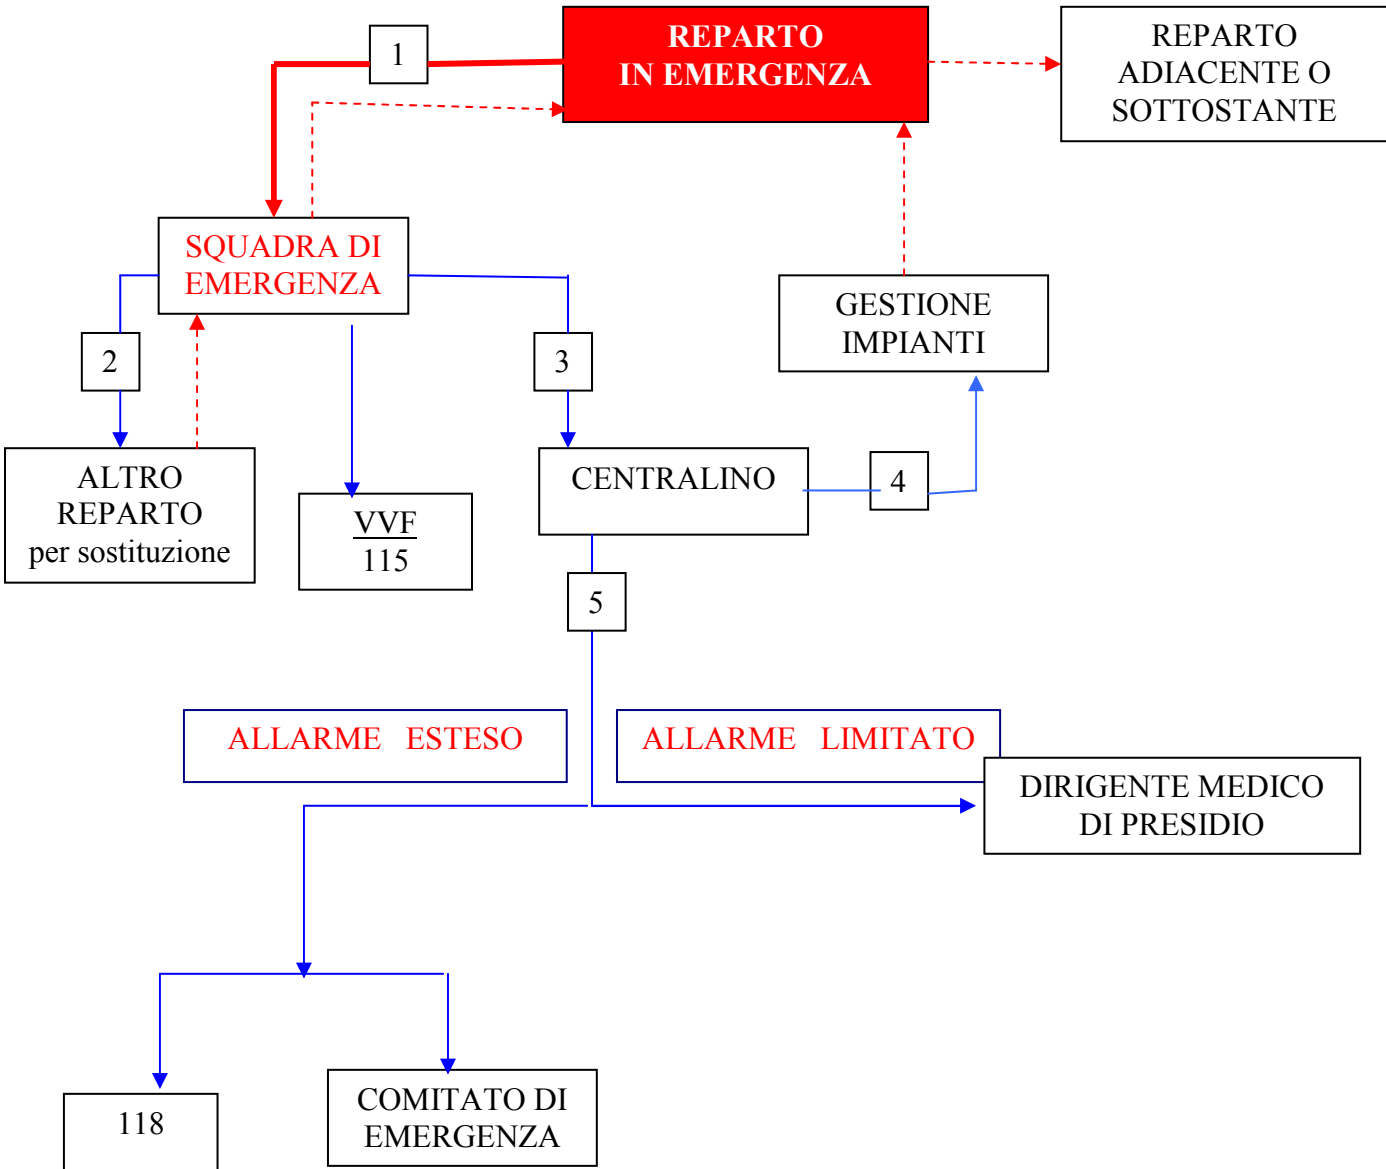 1
REPARTO
IN EMERGENZA
REPARTO
ADIACENTE O
SOTTOSTANTE
SQUADRA DI
EMERGENZA
GESTIONE
IMPIANTI
2
3
ALTRO
REPARTO
per sostituzione
VVF
115
CENTRALINO
4
5
ALLARME ESTESO
ALLARME LIMITATO
DIRIGENTE MEDICO
DI PRESIDIO
118
COMITATO DI
EMERGENZA